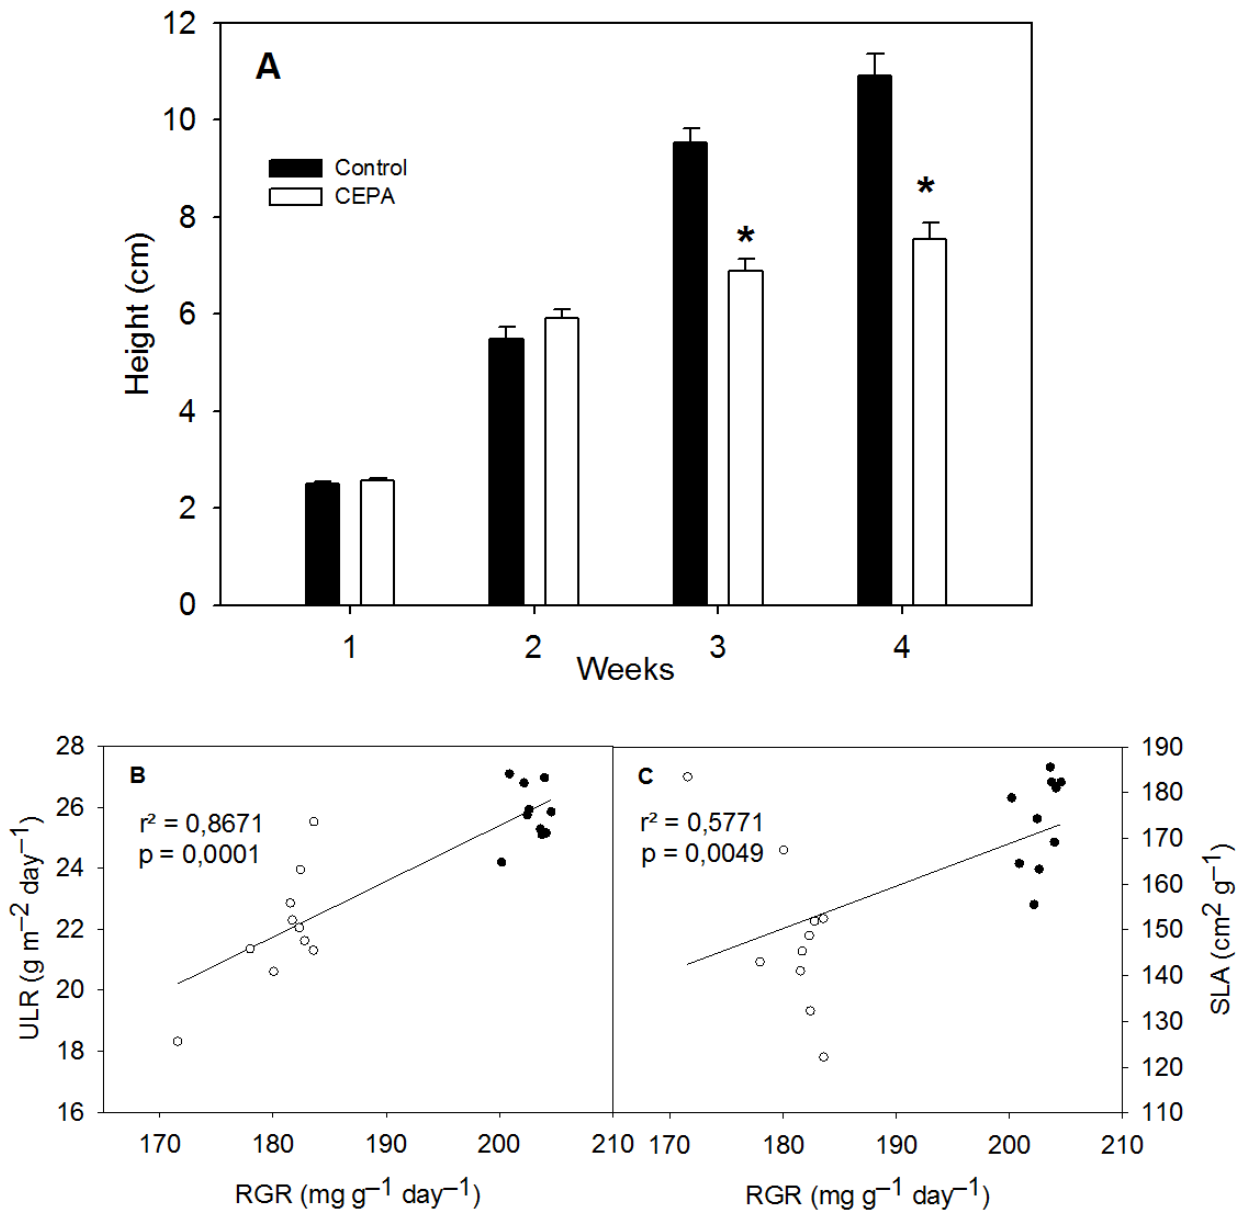 12
10
8
6
4
2
0
Height (cm)
A
Control
CEPA
*
*
1
2
3
4
Weeks
28
26
24
22
20
18
16
ULR (g m⁻² day⁻¹)
B
r² = 0,8671
p = 0,0001
170
180
190
200
210
RGR (mg g⁻¹ day⁻¹)
C
r² = 0,5771
p = 0,0049
170
180
190
200
210
RGR (mg g⁻¹ day⁻¹)
190
180
170
160
150
140
130
120
110
SLA (cm² g⁻¹)